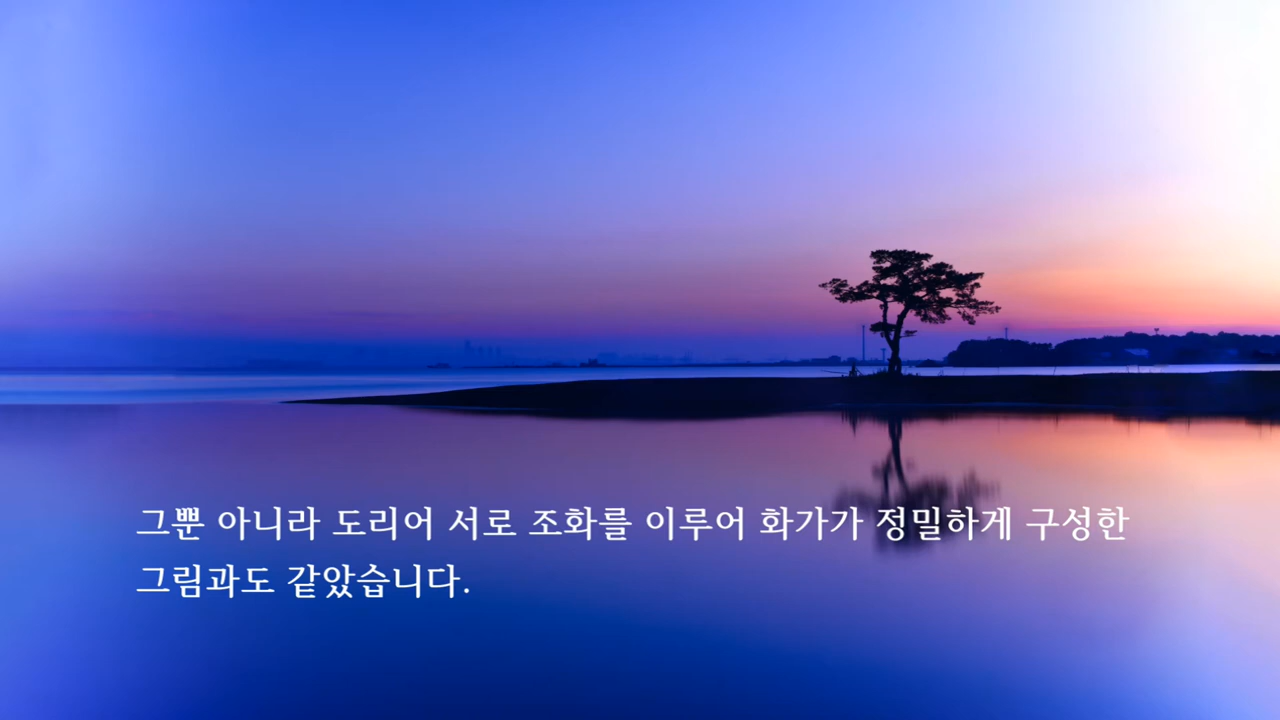 그뿐 아니라 도리어 서로 조화를 이루어 화가가 정밀하게 구성한
그림과도 같았습니다.